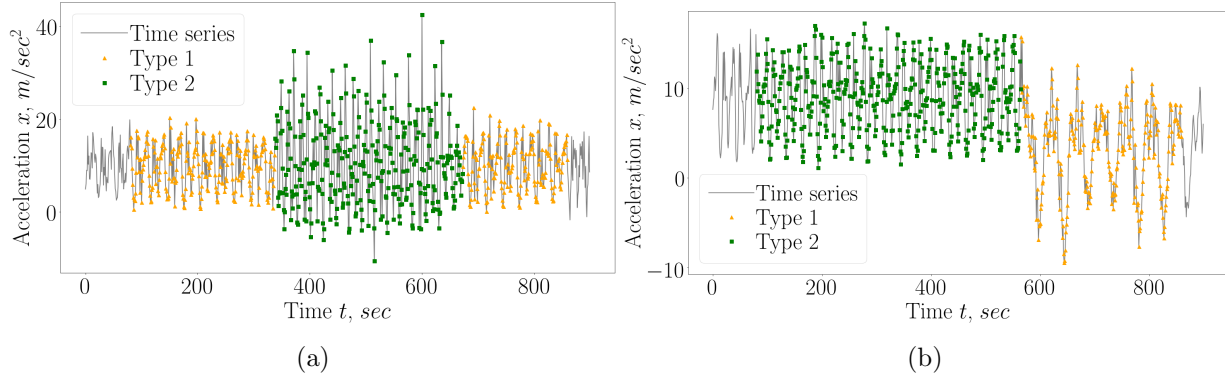 Acceleration x, m/sec²
40
20
0
Time series
Type 1
Type 2
0
200
400
600
800
Time t, sec
(a)
Acceleration x, m/sec²
10
0
−10
Time series
Type 1
Type 2
0
200
400
600
800
Time t, sec
(b)